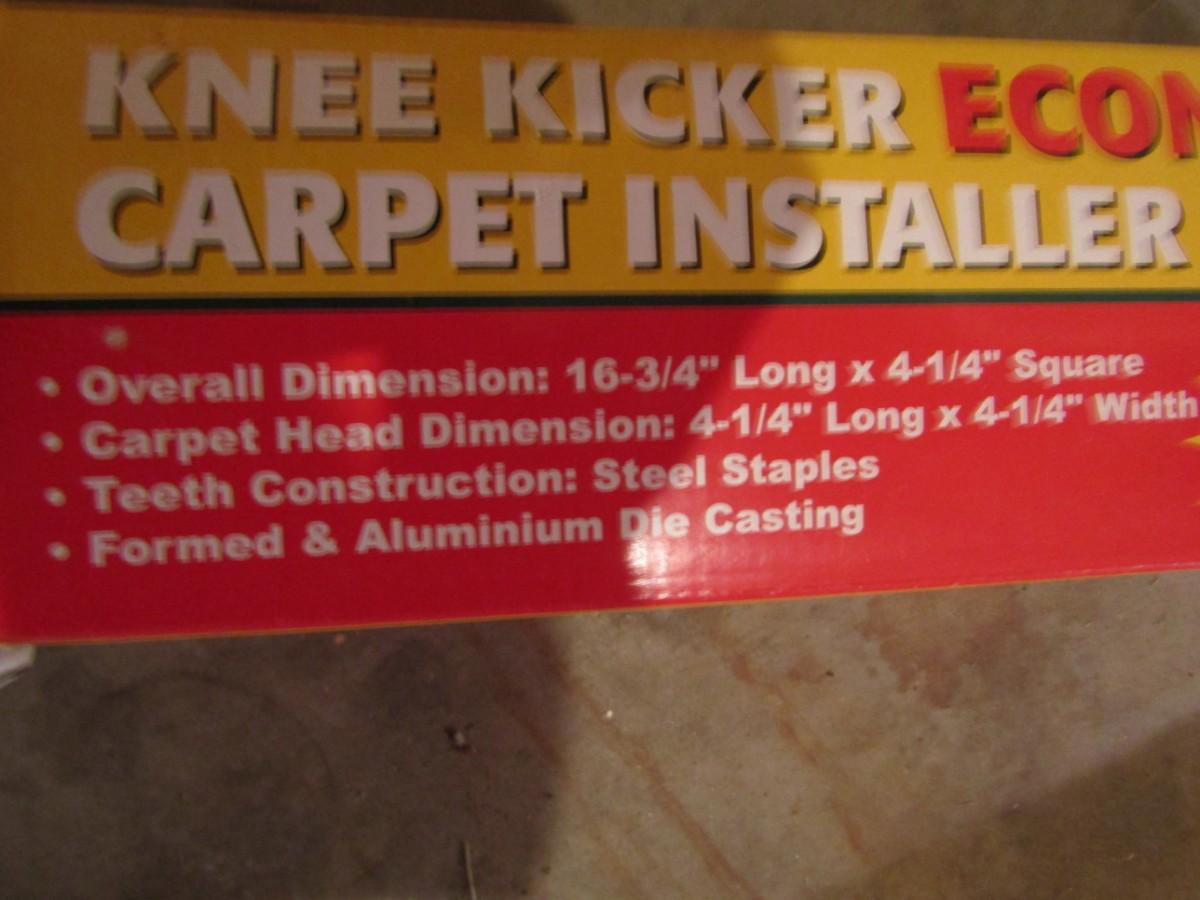 KNEE KICKER ECON
CARPET INSTALLER
• Overall Dimension: 16-3/4" Long x 4-1/4" Square
• Carpet Head Dimension: 4-1/4" Long x 4-1/4" Width
• Teeth Construction: Steel Staples
• Formed & Aluminium Die Casting